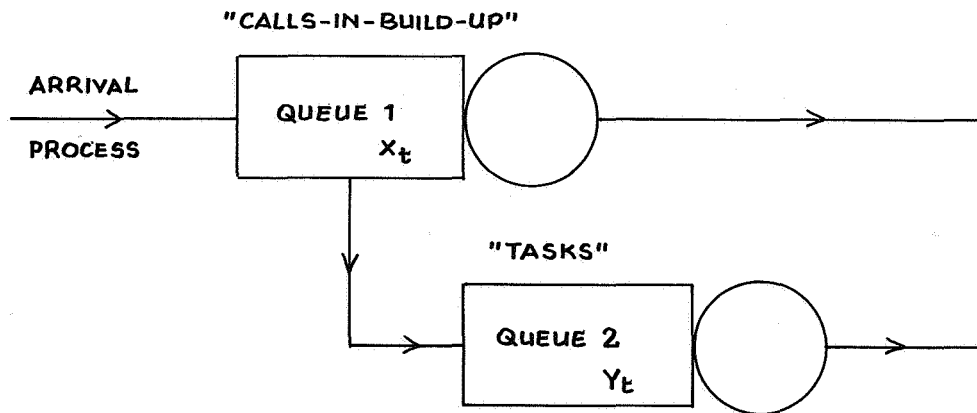 "CALLS-IN-BUILD-UP"
ARRIVAL
PROCESS
QUEUE 1
Xt
"TASKS"
QUEUE 2
Yt